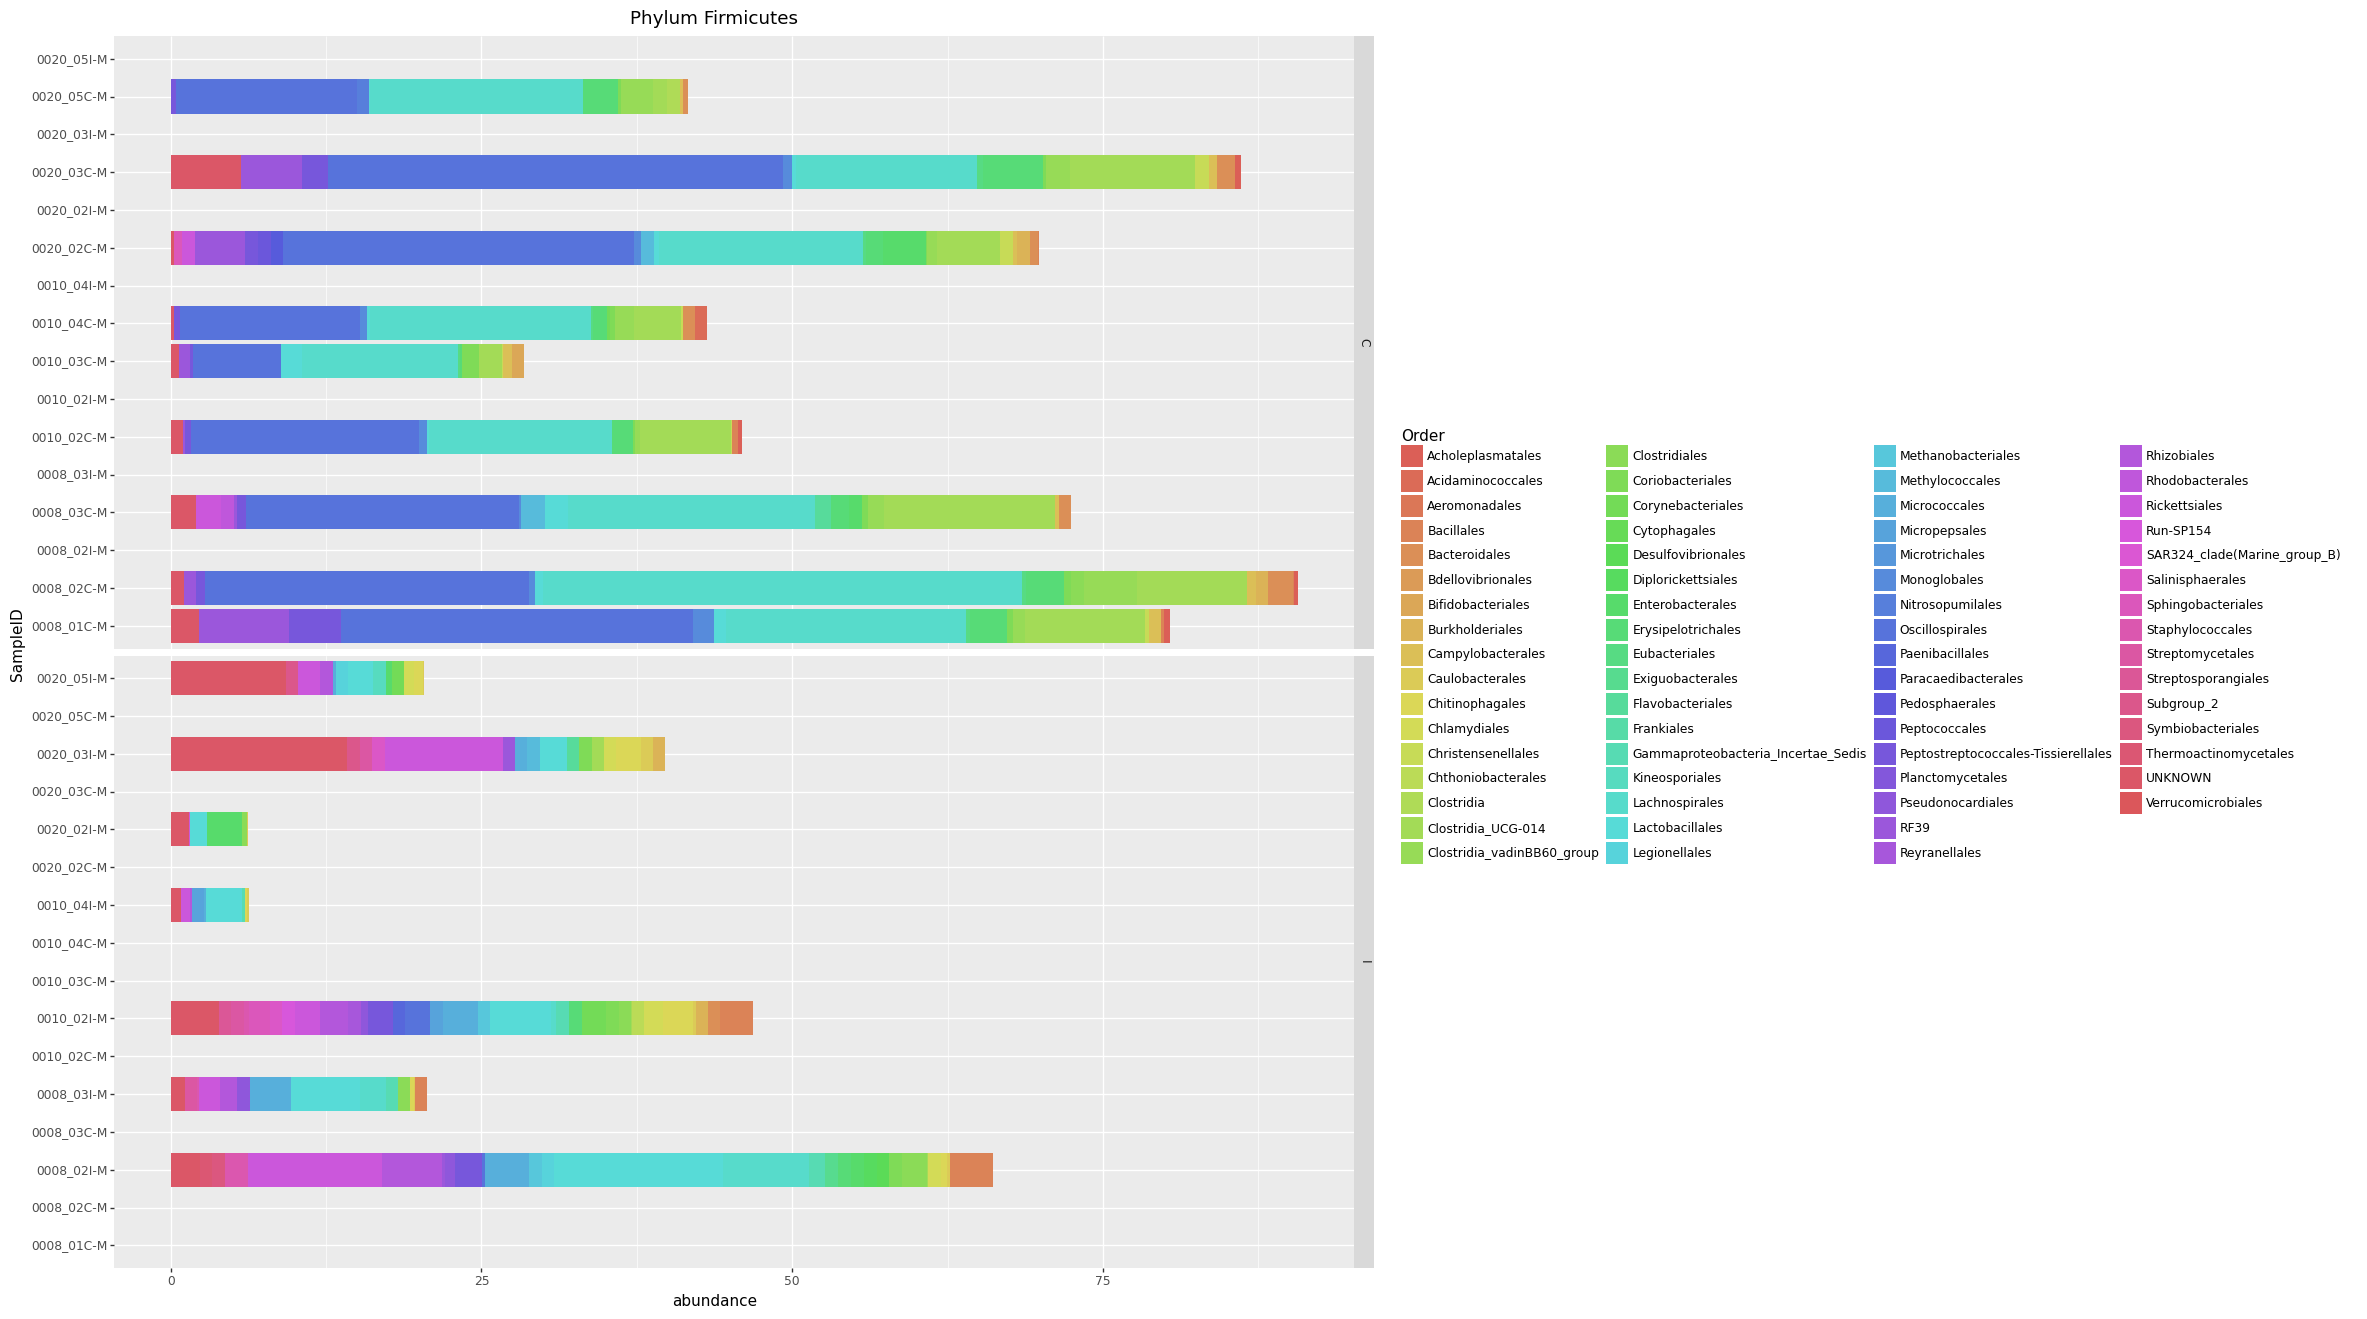 Phylum Firmicutes
0020_05I-M
0020_05C-M
0020_03I-M
0020_03C-M
0020_02I-M
0020_02C-M
0010_04I-M
0010_04C-M
0010_03C-M
0010_02I-M
0010_02C-M
0008_03I-M
0008_03C-M
0008_02I-M
0008_02C-M
0008_01C-M
C
SampleID
0020_05I-M
0020_05C-M
0020_03I-M
0020_03C-M
0020_02I-M
0020_02C-M
0010_04I-M
0010_04C-M
0010_03C-M
0010_02I-M
0010_02C-M
0008_03I-M
0008_03C-M
0008_02I-M
0008_02C-M
0008_01C-M
I
0 25 50 75
abundance
Order
Acholeplasmatales
Acidaminococcales
Aeromonadales
Bacillales
Bacteroidales
Bdellovibrionales
Bifidobacteriales
Burkholderiales
Campylobacterales
Caulobacterales
Chitinophagales
Chlamydiales
Christensenellales
Chthoniobacterales
Clostridia
Clostridia_UCG-014
Clostridia_vadinBB60_group
Clostridiales
Coriobacteriales
Corynebacteriales
Cytophagales
Desulfovibrionales
Diplorickettsiales
Enterobacterales
Erysipelotrichales
Eubacteriales
Exiguobacterales
Flavobacteriales
Frankiales
Gammaproteobacteria_Incertae_Sedis
Kineosporiales
Lachnospirales
Lactobacillales
Legionellales
Methanobacteriales
Methylococcales
Micrococcales
Micropepsales
Microtrichales
Monoglobales
Nitrosopumilales
Oscillospirales
Paenibacillales
Paracaedibacterales
Pedosphaerales
Peptococcales
Peptostreptococcales-Tissierellales
Planctomycetales
Pseudonocardiales
RF39
Reyranellales
Rhizobiales
Rhodobacterales
Rickettsiales
Run-SP154
SAR324_clade(Marine_group_B)
Salinisphaerales
Sphingobacteriales
Staphylococcales
Streptomycetales
Streptosporangiales
Subgroup_2
Symbiobacteriales
Thermoactinomycetales
UNKNOWN
Verrucomicrobiales